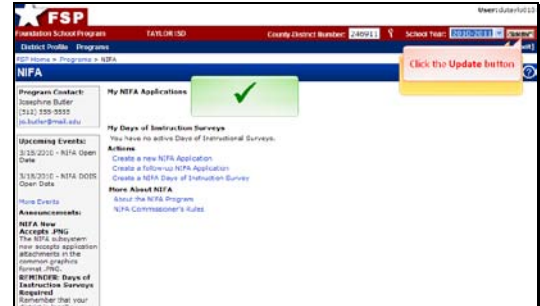 User: dutarlo010
FSP
Foundation School Program TAYLOR ISD County-District Number: 246911 School Year: 2010-2011
District Profile Programs
FSP Home > Programs > NIFA
Click the Update button
NIFA
Program Contact:
Josephine Butler
(512) 555-5555
jo.butler@mail.edu
Upcoming Events:
3/15/2010 - NIFA Open
Date
3/15/2010 - NIFA DOIS
Open Date
More Events
Announcements:
NIFA Now
Accepts .PNG
The NIFA subsystem
now accepts application
attachments in the
common graphics
format .PNG.
REMINDER: Days of
Instruction Surveys
Required
Remember that your
My NIFA Applications
My Days of Instruction Surveys
You have no active Days of Instructional Surveys.
Actions
Create a new NIFA Application
Create a follow-up NIFA Application
Create a NIFA Days of Instruction Survey
More About NIFA
About the NIFA Program
NIFA Commissioner's Rules